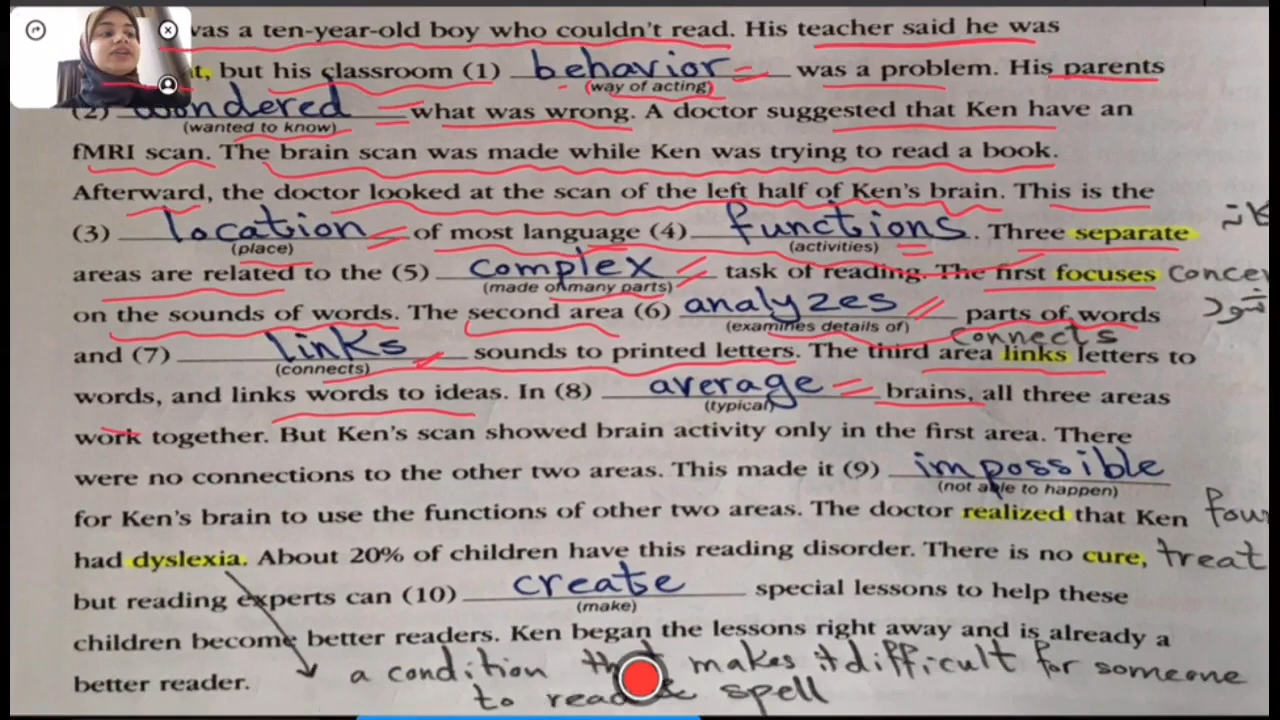 was a ten-year-old boy who couldn't read. His teacher said he was
but his classroom (1) behavior was a problem. His parents
(way of acting)
(2) wondered what was wrong. A doctor suggested that Ken have an
(wanted to know)
fMRI scan. The brain scan was made while Ken was trying to read a book.
Afterward, the doctor looked at the scan of the left half of Ken's brain. This is the
(3) location of most language (4) functions. Three separate
(place) (activities)
areas are related to the (5) complex task of reading. The first focuses
(made of many parts)
on the sounds of words. The second area (6) analyzes parts of words
(examines details of)
connects
and (7) links sounds to printed letters. The third area links letters to
(connects)
words, and links words to ideas. In (8) average brains, all three areas
(typical)
work together. But Ken's scan showed brain activity only in the first area. There
were no connections to the other two areas. This made it (9) impossible
(not able to happen)
for Ken's brain to use the functions of other two areas. The doctor realized that Ken
had dyslexia. About 20% of children have this reading disorder. There is no cure, treat
but reading experts can (10) create special lessons to help these
(make)
children become better readers. Ken began the lessons right away and is already a
better reader.
a condition makes it difficult for someone
to read & spell